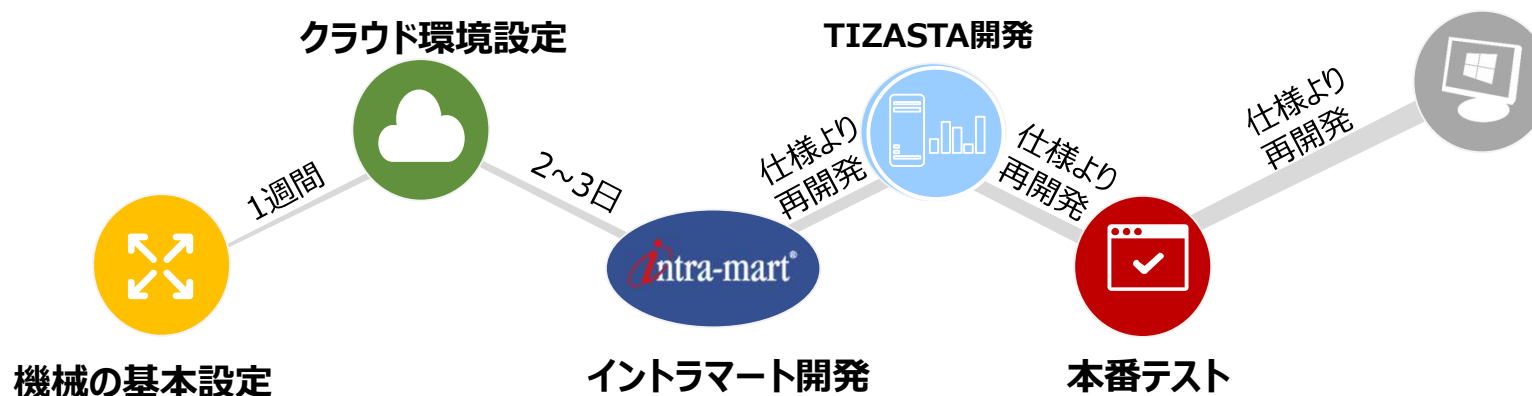 クラウド環境設定
TIZASTA開発
1週間
2~3日
仕様より
再開発
仕様より
再開発
仕様より
再開発
intra-mart®
機械の基本設定
イントラマート開発
本番テスト